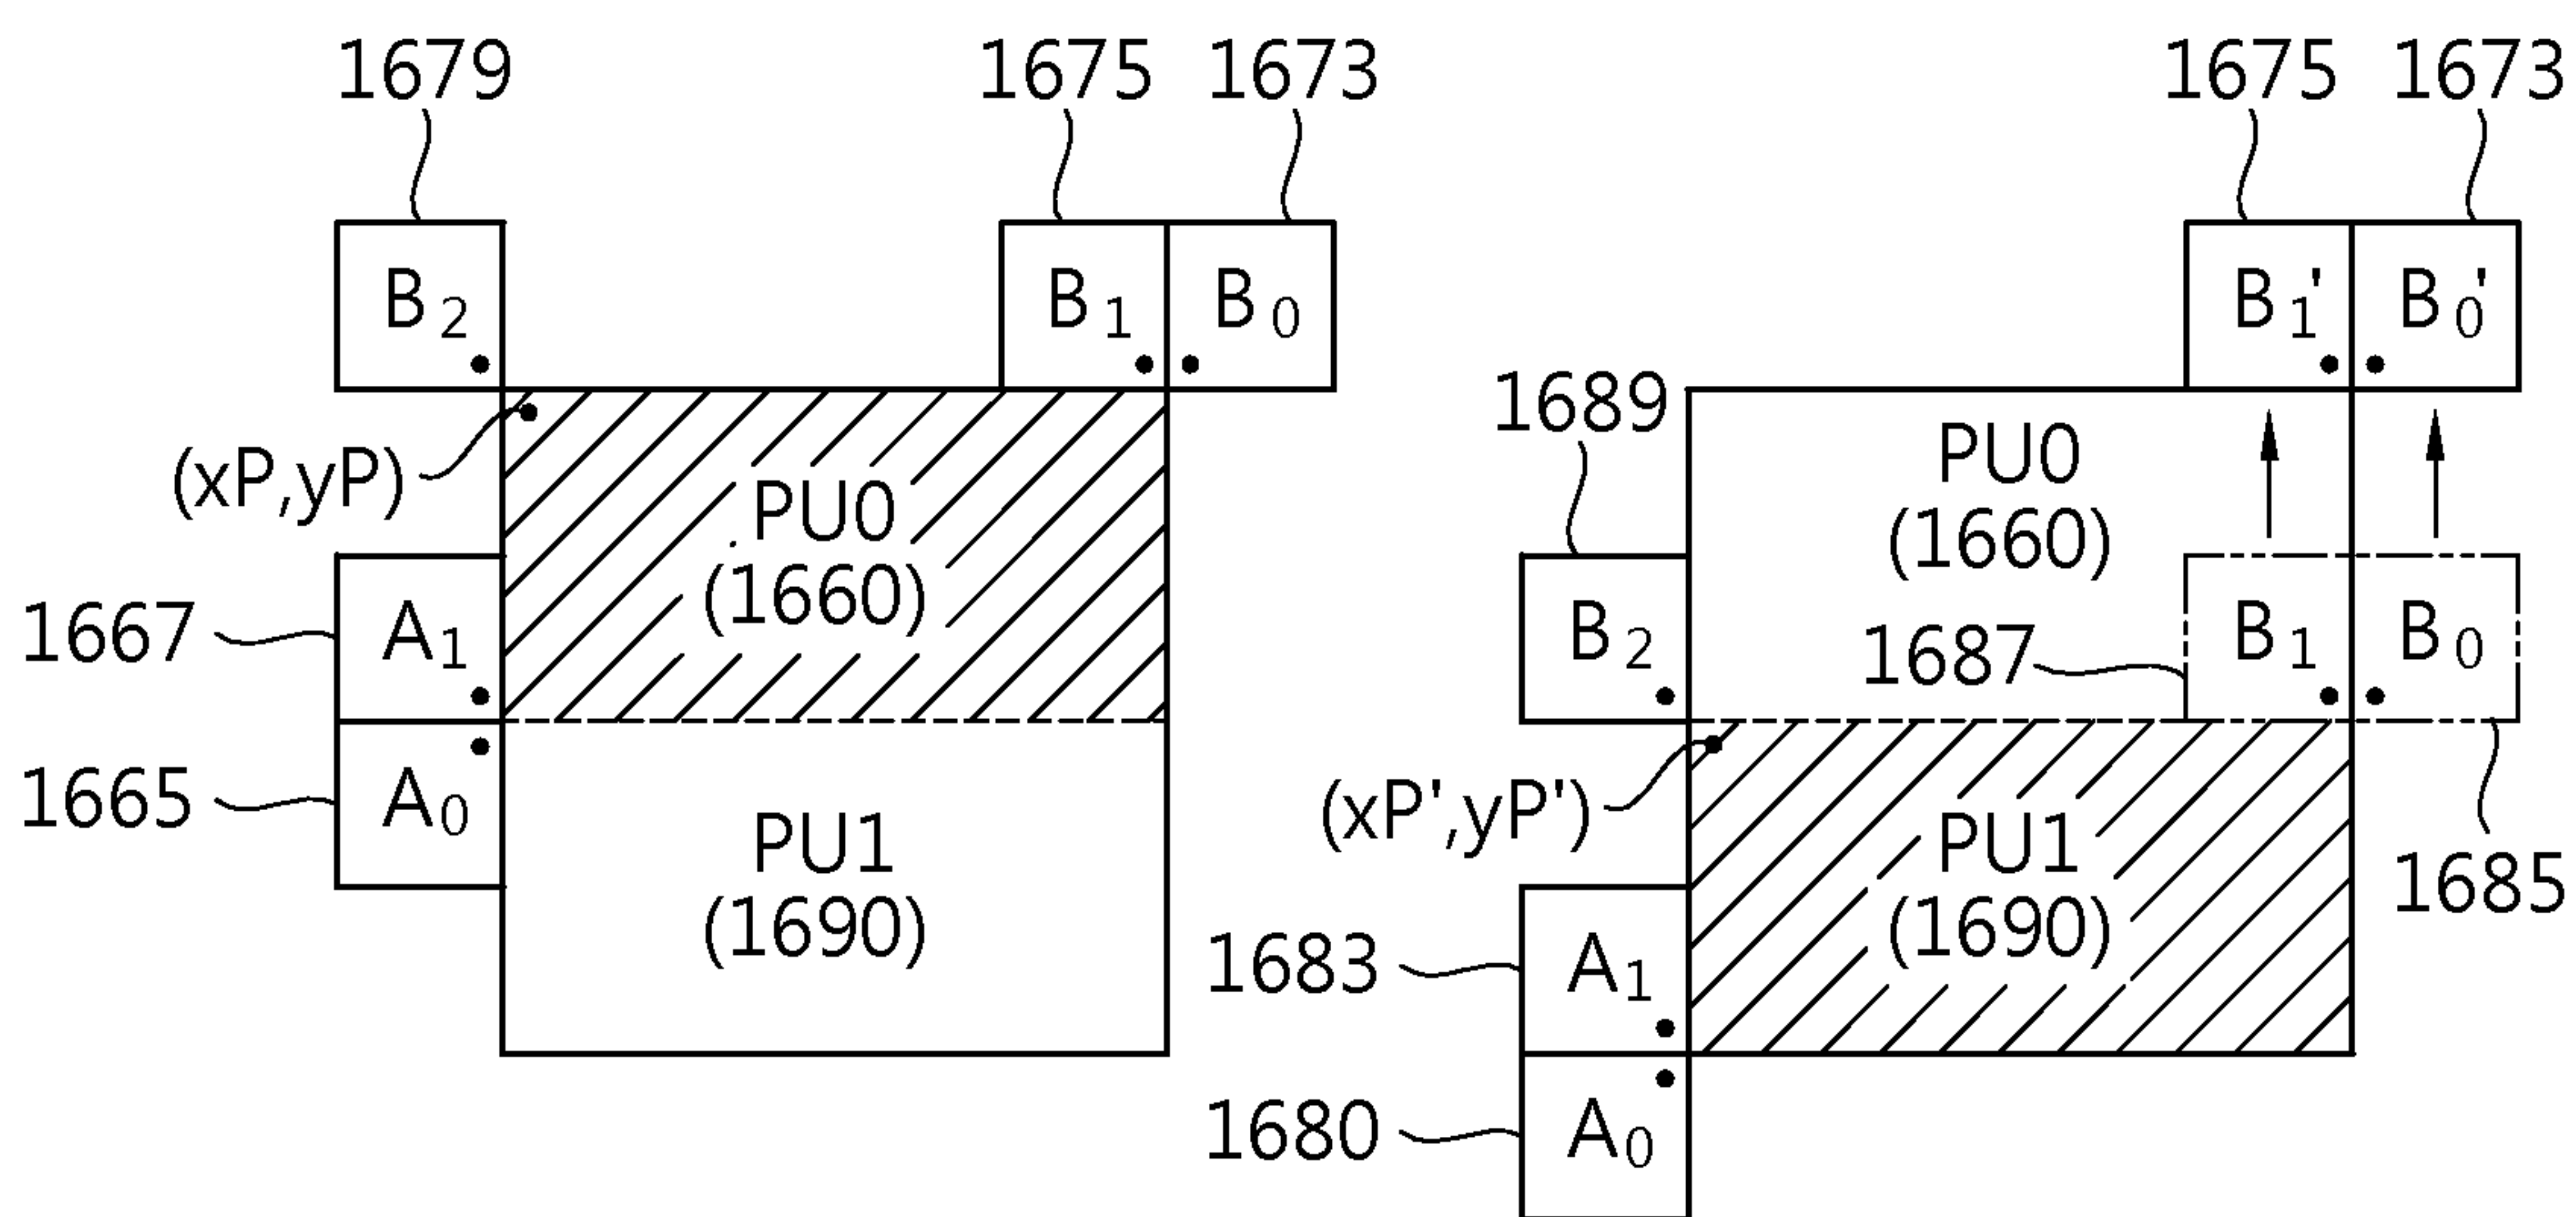 1679
1675
1673
B2
B1
B0
(xP,yP)
PU0
(1660)
1667
A1
1665
A0
PU1
(1690)
1675
1673
B1'
B0'
1689
PU0
(1660)
B2
1687
B1
B0
(xP',yP')
1685
PU1
(1690)
1683
A1
1680
A0